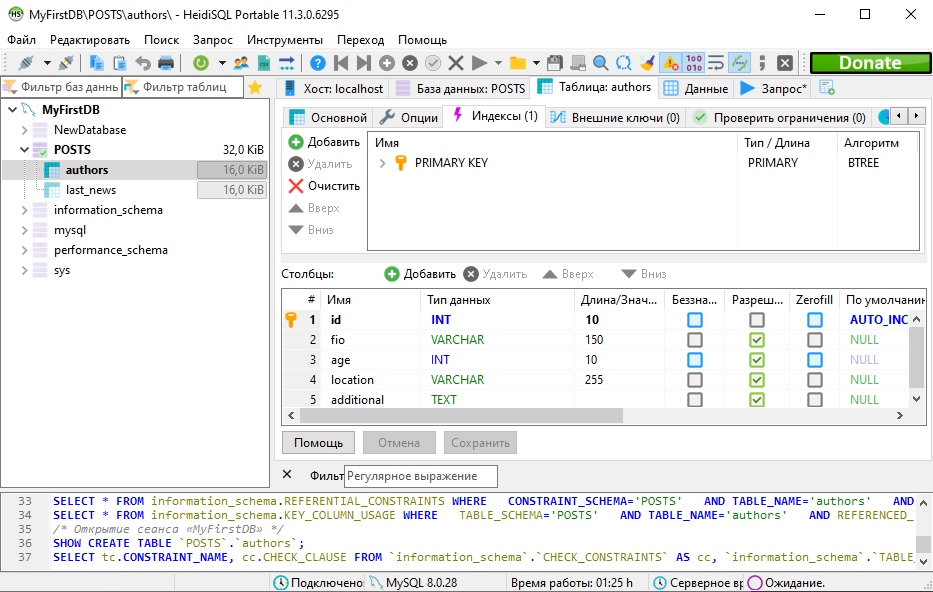 MyFirstDB\POSTS\authors\ - HeidiSQL Portable 11.3.0.6295
Файл Редактировать Поиск Запрос Инструменты Переход Помощь
Donate
Фильтр баз данны Фильтр таблиц
Хост: localhost База данных: POSTS Таблица: authors Данные Запрос*
MyFirstDB
NewDatabase
POSTS 32,0 KiB
authors 16,0 KiB
last_news 16,0 KiB
information_schema
mysql
performance_schema
sys
Основной Опции Индексы (1) Внешние ключи (0) Проверить ограничения (0)
Добавить
Удалить
Очистить
Вверх
Вниз
Имя Тип / Длина Алгоритм
PRIMARY KEY PRIMARY BTREE
Столбцы: Добавить Удалить Вверх Вниз
# Имя Тип данных Длина/Знач... Беззна... Разреш... Zerofill По умолчани
1 id INT 10 AUTO_INC
2 fio VARCHAR 150 NULL
3 age INT 10 NULL
4 location VARCHAR 255 NULL
5 additional TEXT NULL
Помощь Отмена Сохранить
Фильт Регулярное выражение
33 SELECT * FROM information_schema.REFERENTIAL_CONSTRAINTS WHERE CONSTRAINT_SCHEMA='POSTS' AND TABLE_NAME='authors' AND
34 SELECT * FROM information_schema.KEY_COLUMN_USAGE WHERE TABLE_SCHEMA='POSTS' AND TABLE_NAME='authors' AND REFERENCED_
35 /* Открытие сеанса «MyFirstDB» */
36 SHOW CREATE TABLE `POSTS`.`authors`;
37 SELECT tc.CONSTRAINT_NAME, cc.CHECK_CLAUSE FROM `information_schema`.`CHECK_CONSTRAINTS` AS cc, `information_schema`.`TABLE_
Подключено MySQL 8.0.28 Время работы: 01:25 h Серверное вр Ожидание.